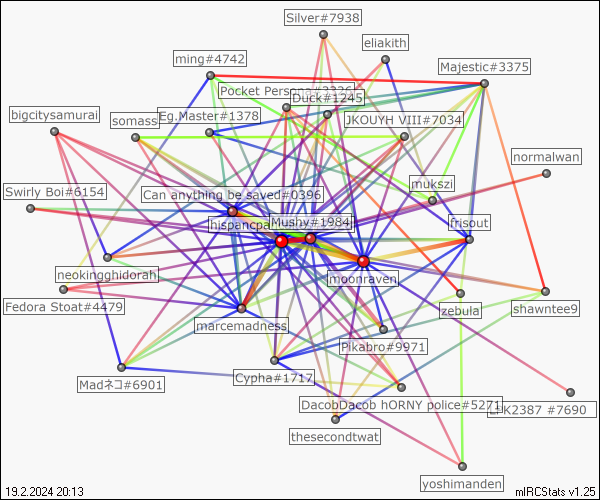 Silver#7938
eliakith
ming#4742
Majestic#3375
Pocket Persona#3326
Duck#1245
bigcitysamurai
somass
Eg.Master#1378
JKOUYH VIII#7034
normalwan
mukszi
Swirly Boi#6154
Can anything be saved#0396
hispancpa
Mushy#1984
frisout
neokingghidorah
moonraven
Fedora Stoat#4479
zebula
shawntee9
marcemadness
Pikabro#9971
Madネコ#6901
Cypha#1717
DacobDacob hORNY police#5271
#7690
thesecondtwat
yoshimanden
19.2.2024 20:13
mIRCStats v1.25